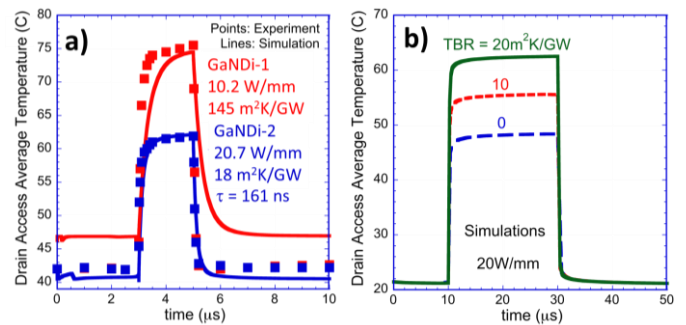 a)
Points: Experiment
Lines: Simulation
GaNDi-1
10.2 W/mm
145 m²K/GW
GaNDi-2
20.7 W/mm
18 m²K/GW
τ = 161 ns
Drain Access Average Temperature (C)
80
75
70
65
60
55
50
45
40
0
2
4
6
8
10
time (μs)
b)
TBR = 20m²K/GW
10
0
Simulations
20W/mm
Drain Access Average Temperature (C)
70
60
50
40
30
20
0
10
20
30
40
50
time (μs)